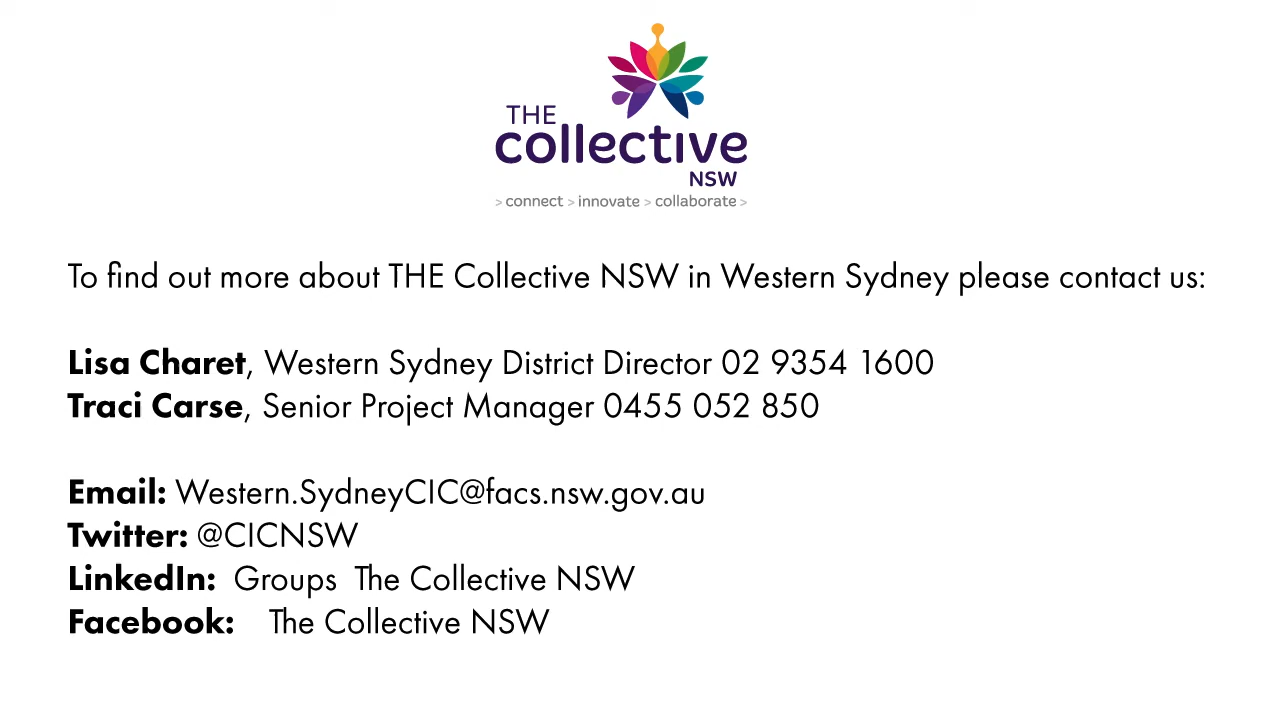 THE
collective
NSW
> connect > innovate > collaborate >
To find out more about THE Collective NSW in Western Sydney please contact us:
Lisa Charet, Western Sydney District Director 02 9354 1600
Traci Carse, Senior Project Manager 0455 052 850
Email: Western.SydneyCIC@facs.nsw.gov.au
Twitter: @CICNSW
LinkedIn:  Groups  The Collective NSW
Facebook:    The Collective NSW